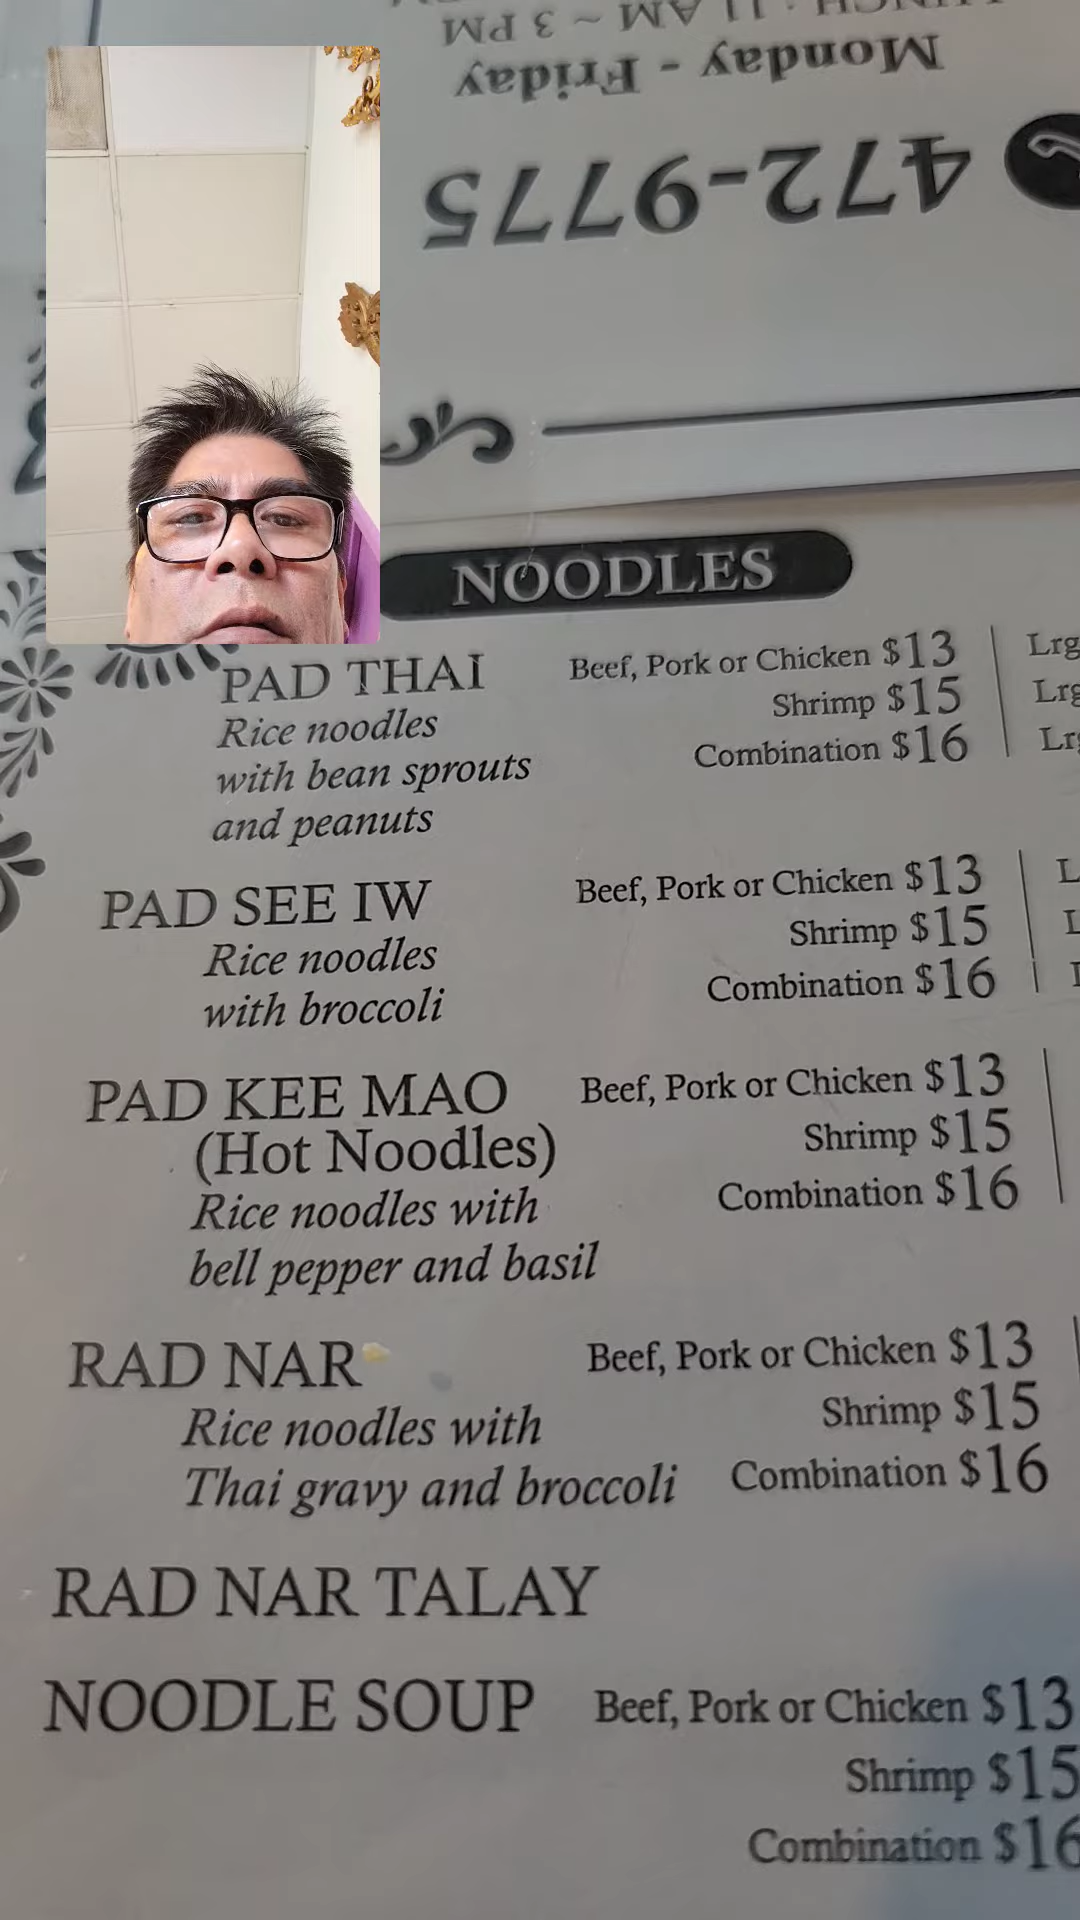 LUNCH : 11 AM ~ 3 PM
Monday - Friday
472-9775
NOODLES
PAD THAI Beef, Pork or Chicken $13 Lrg
Rice noodles Shrimp $15 Lrg
with bean sprouts Combination $16
and peanuts
PAD SEE IW Beef, Pork or Chicken $13
Rice noodles Shrimp $15
with broccoli Combination $16
PAD KEE MAO Beef, Pork or Chicken $13
(Hot Noodles) Shrimp $15
Rice noodles with Combination $16
bell pepper and basil
RAD NAR Beef, Pork or Chicken $13
Rice noodles with Shrimp $15
Thai gravy and broccoli Combination $16
RAD NAR TALAY
NOODLE SOUP Beef, Pork or Chicken $13
Shrimp $15
Combination $16